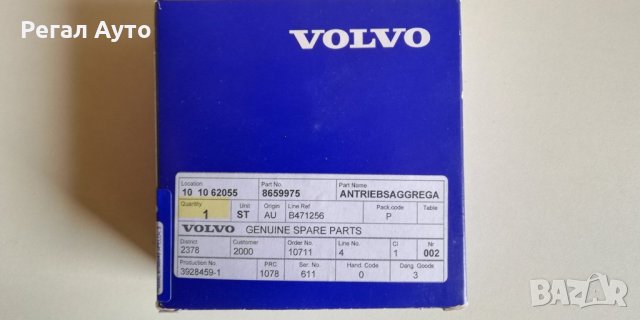 Регал Ауто
VOLVO
Location Part No. Part Name
10 10 62055 8659975 ANTRIEBSAGGREGA
Quantity Unit Origin Line Ref Pack.code Table
1 ST AU B471256 P
VOLVO GENUINE SPARE PARTS
District Customer Order No. Line No. Cl Nr
2378 2000 10711 4 1 002
Production No. PRC Ser. No. Hand. Code Dang. Goods
3928459-1 1078 611 0 3
BAZAR